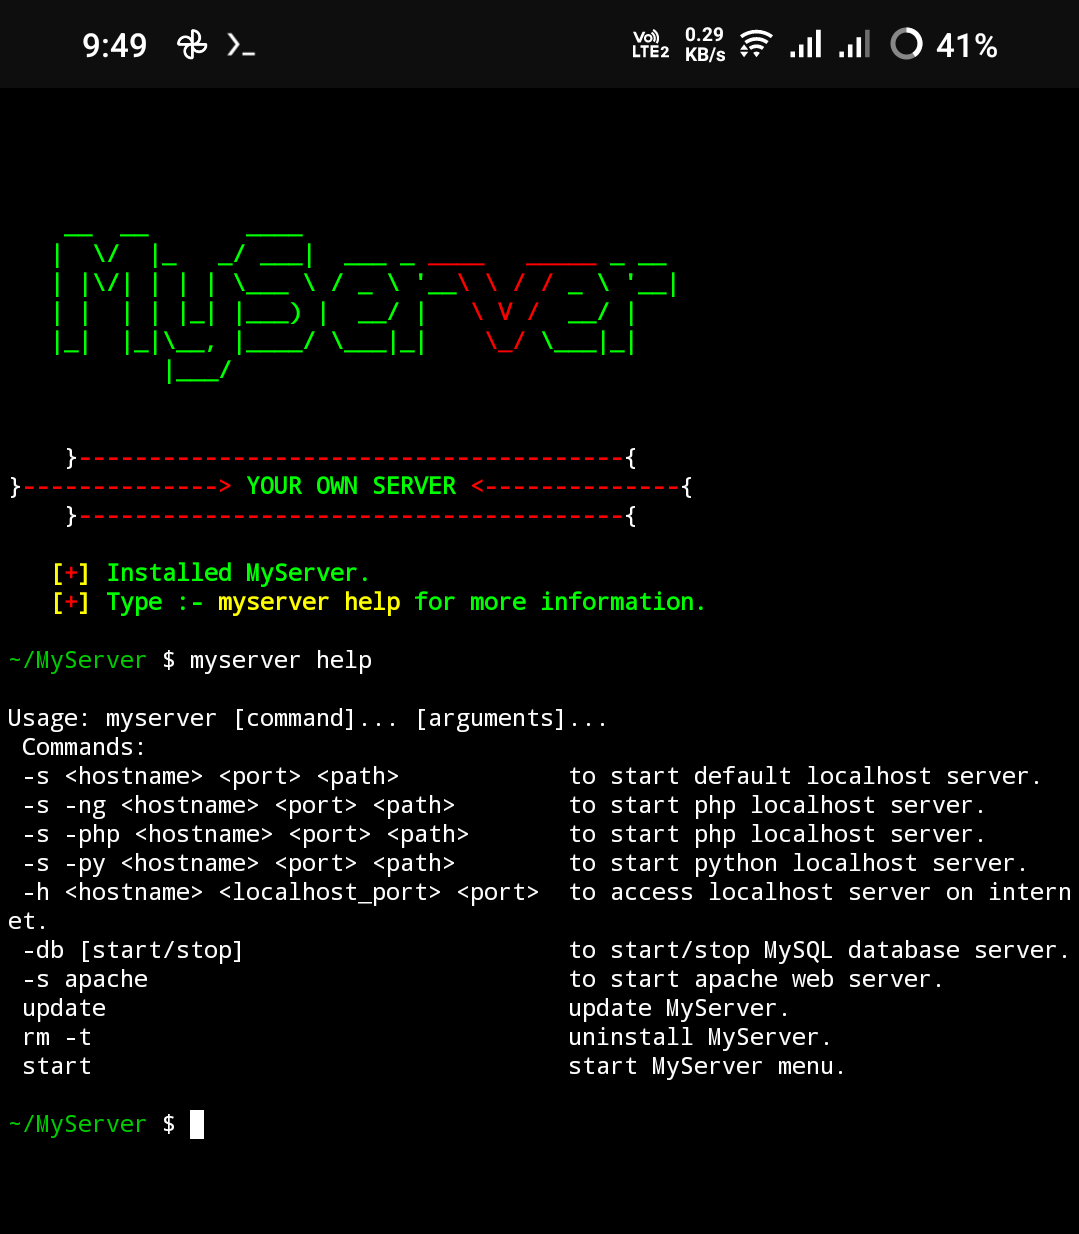 9:49 VoLTE2 0.29 KB/s 41%
MyServer
}---------------------------------------{
}--------------> YOUR OWN SERVER <--------------{
}---------------------------------------{
[+] Installed MyServer.
[+] Type :- myserver help for more information.
~/MyServer $ myserver help
Usage: myserver [command]... [arguments]...
Commands:
-s <hostname> <port> <path> to start default localhost server.
-s -ng <hostname> <port> <path> to start php localhost server.
-s -php <hostname> <port> <path> to start php localhost server.
-s -py <hostname> <port> <path> to start python localhost server.
-h <hostname> <localhost_port> <port> to access localhost server on intern
et.
-db [start/stop] to start/stop MySQL database server.
-s apache to start apache web server.
update update MyServer.
rm -t uninstall MyServer.
start start MyServer menu.
~/MyServer $